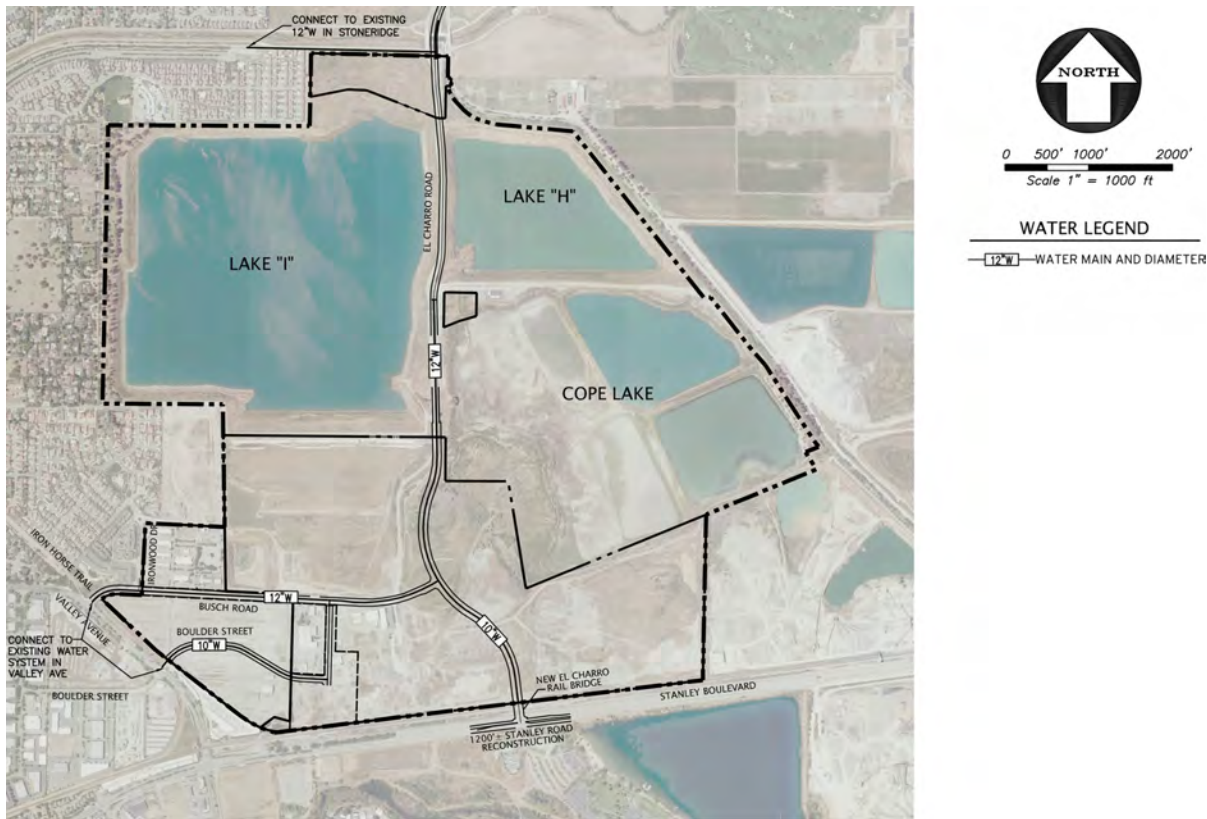 CONNECT TO EXISTING
12"W IN STONERIDGE
NORTH
0 500' 1000' 2000'
Scale 1" = 1000 ft
WATER LEGEND
12"W WATER MAIN AND DIAMETER
EL CHARRO ROAD
LAKE "H"
LAKE "I"
12"W
COPE LAKE
IRON HORSE TRAIL
IRONWOOD DR
VALLEY AVENUE
12"W
BUSCH ROAD
BOULDER STREET
10"W
10"W
CONNECT TO
EXISTING WATER
SYSTEM IN
VALLEY AVE
BOULDER STREET
NEW EL CHARRO
RAIL BRIDGE
STANLEY BOULEVARD
1200'± STANLEY ROAD
RECONSTRUCTION